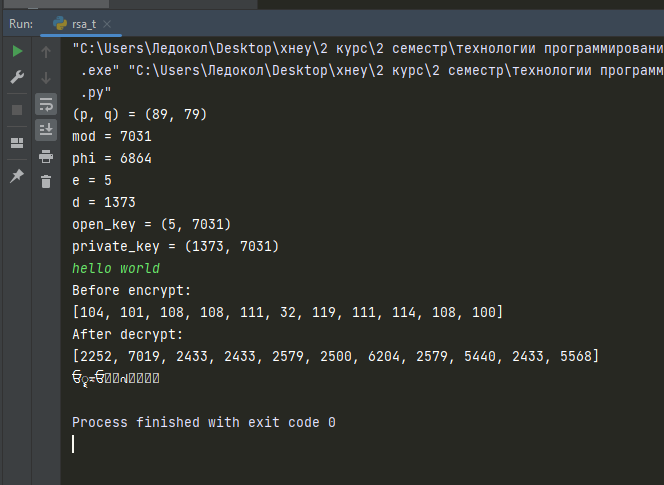 Run: rsa_t
"C:\Users\Ледокол\Desktop\хнеу\2 курс\2 семестр\технологии
.exe" "C:\Users\Ледокол\Desktop\хнеу\2 курс\2 семестр\технологии
.py"
(p, q) = (89, 79)
mod = 7031
phi = 6864
e = 5
d = 1373
open_key = (5, 7031)
private_key = (1373, 7031)
hello world
Before encrypt:
[104, 101, 108, 108, 111, 32, 119, 111, 114, 108, 100]
After decrypt:
[2252, 7019, 2433, 2433, 2579, 2500, 6204, 2579, 5440, 2433, 5568]
Process finished with exit code 0